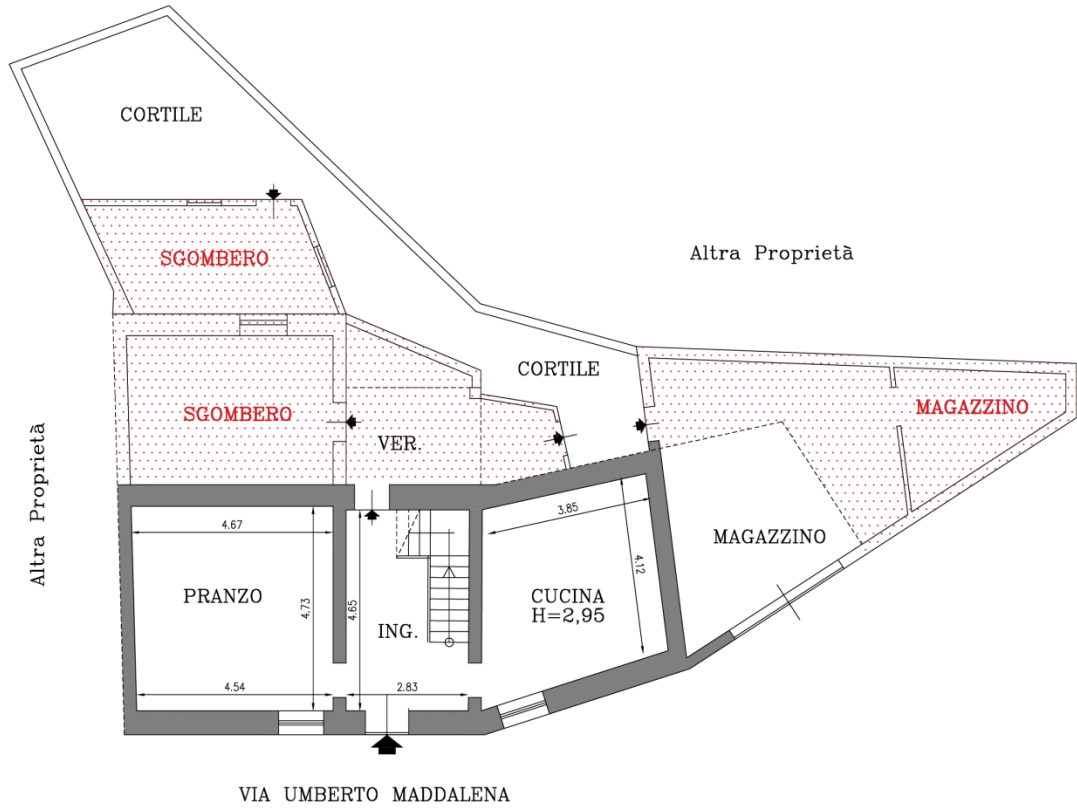 CORTILE
SGOMBERO
Altra Proprietà
CORTILE
SGOMBERO
MAGAZZINO
VER.
Altra Proprietà
3.85
4.67
4.12
MAGAZZINO
PRANZO
4.73
4.65
CUCINA
H=2,95
ING.
4.54
2.83
VIA UMBERTO MADDALENA